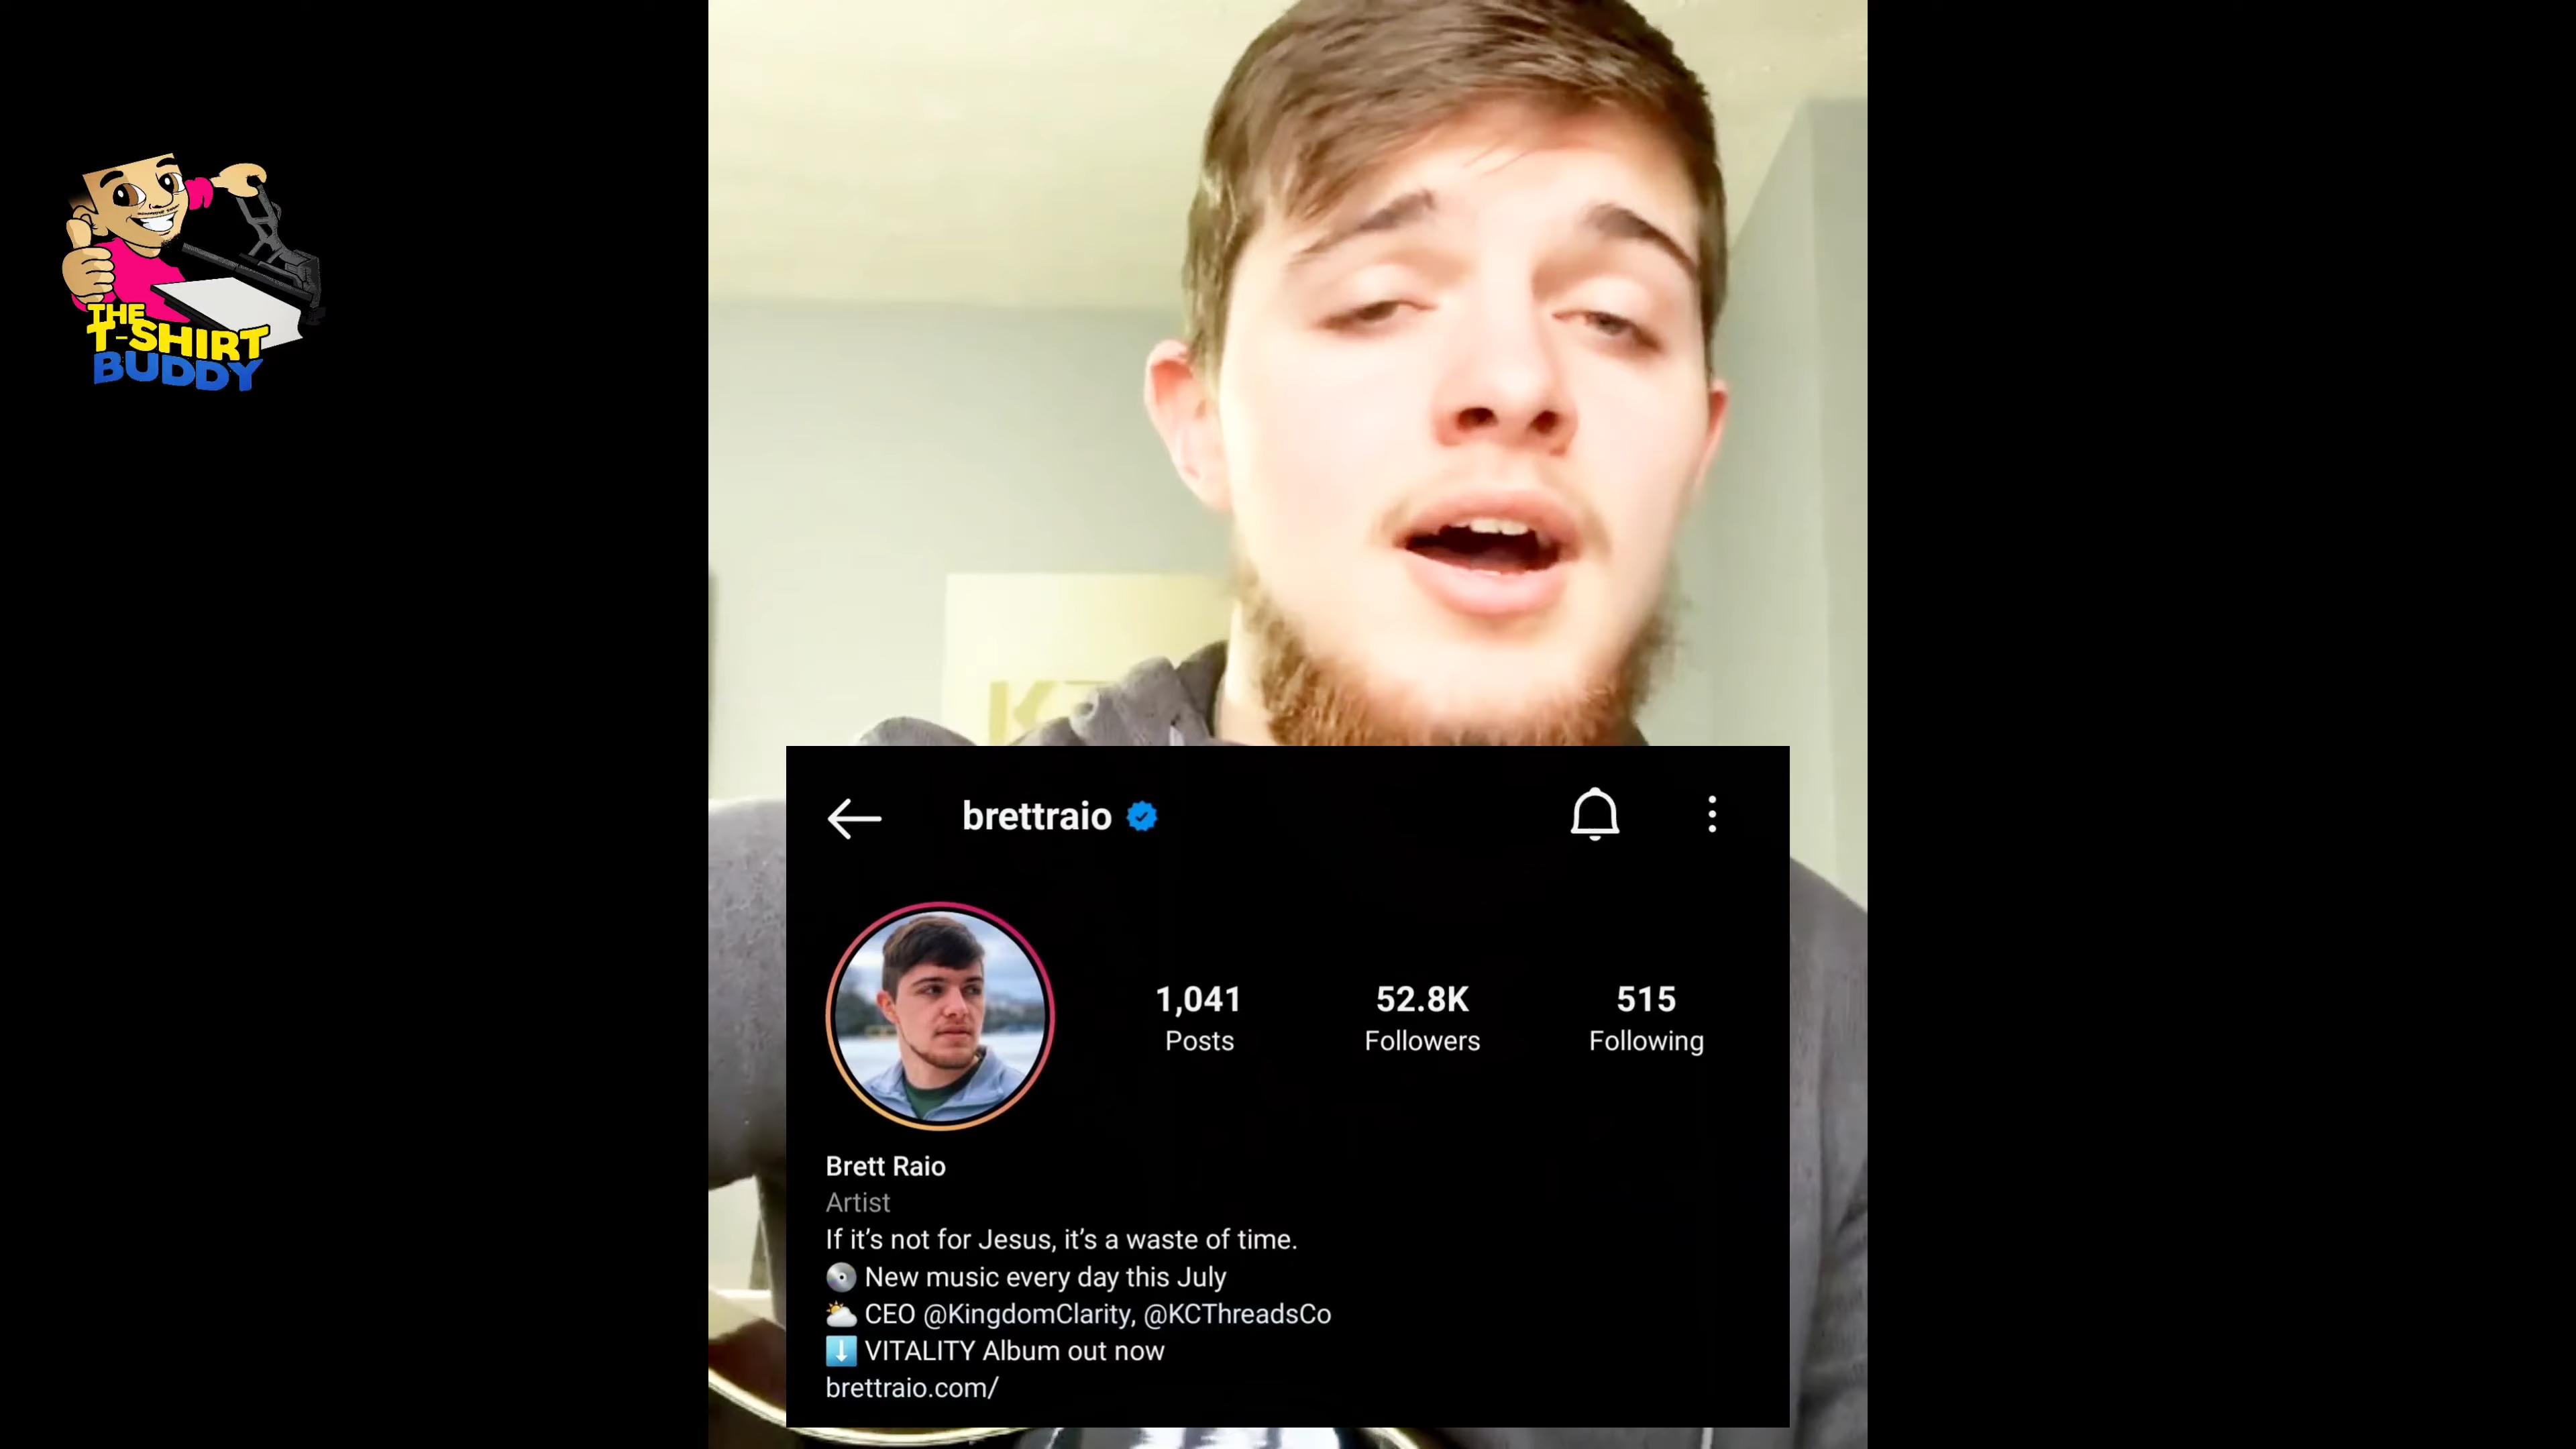 THE
T-SHIRT
BUDDY
brettraio
1,041
Posts
52.8K
Followers
515
Following
Brett Raio
Artist
If it’s not for Jesus, it’s a waste of time.
New music every day this July
CEO @KingdomClarity, @KCThreadsCo
VITALITY Album out now
brettraio.com/